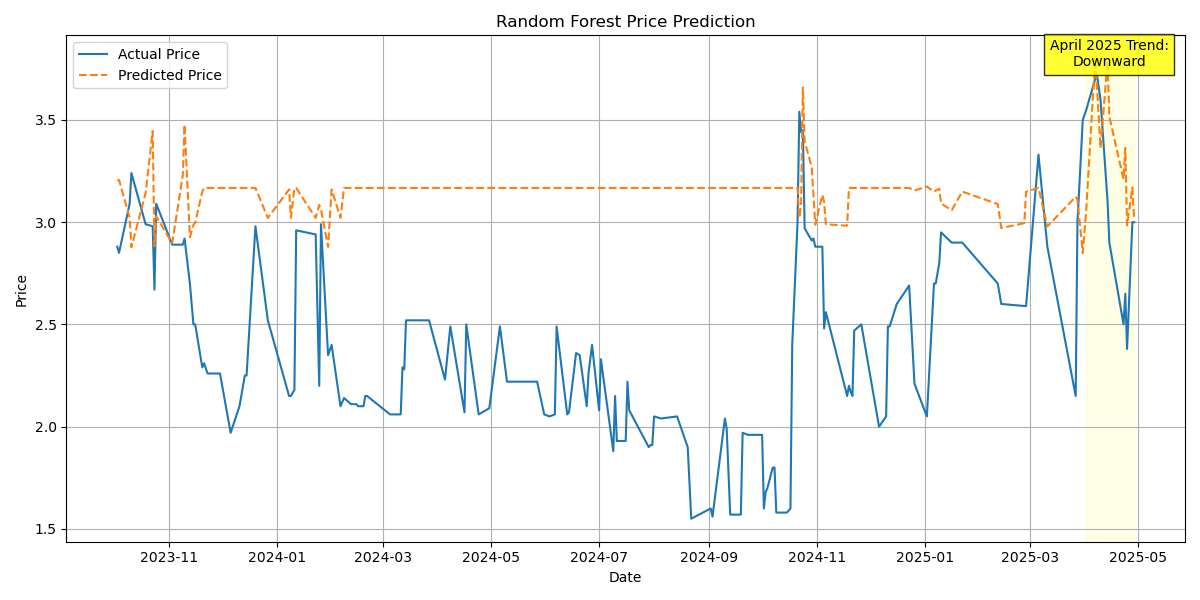 Random Forest Price Prediction
Actual Price
Predicted Price
April 2025 Trend:
Downward
Price
3.5
3.0
2.5
2.0
1.5
2023-11
2024-01
2024-03
2024-05
2024-07
2024-09
2024-11
2025-01
2025-03
2025-05
Date